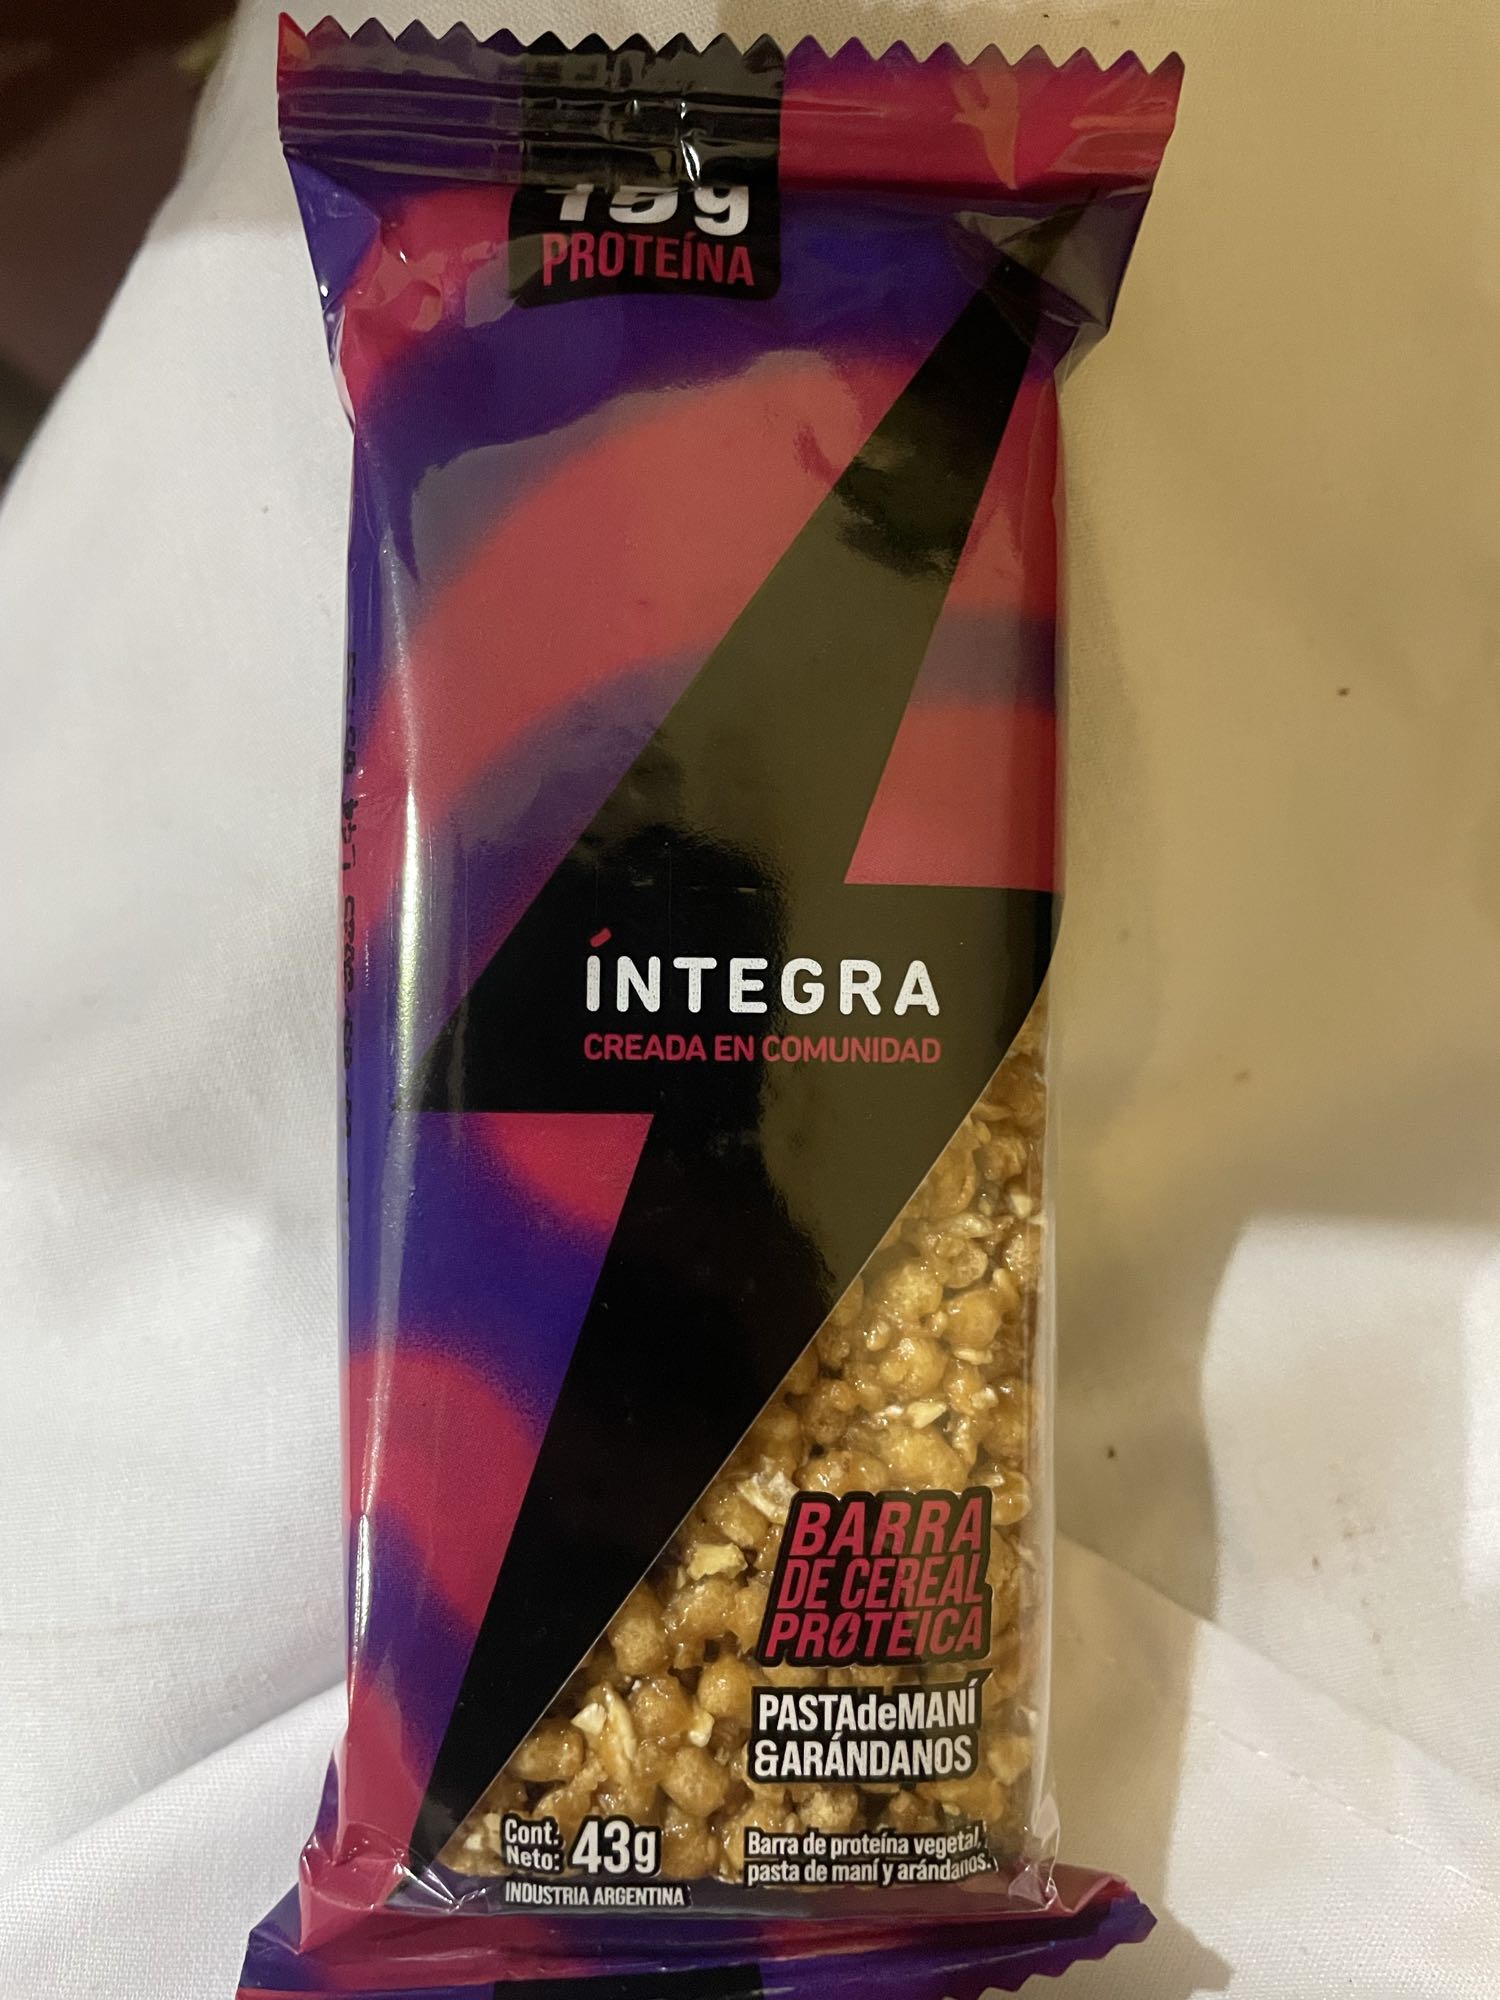 PROTEÍNA
ÍNTEGRA
CREADA EN COMUNIDAD
BARRA
DE CEREAL
PROTEICA
PASTAdeMANÍ
&ARÁNDANOS
Cont.
Neto: 43g
Barra de proteína vegetal,
pasta de maní y arándanos.
INDUSTRIA ARGENTINA